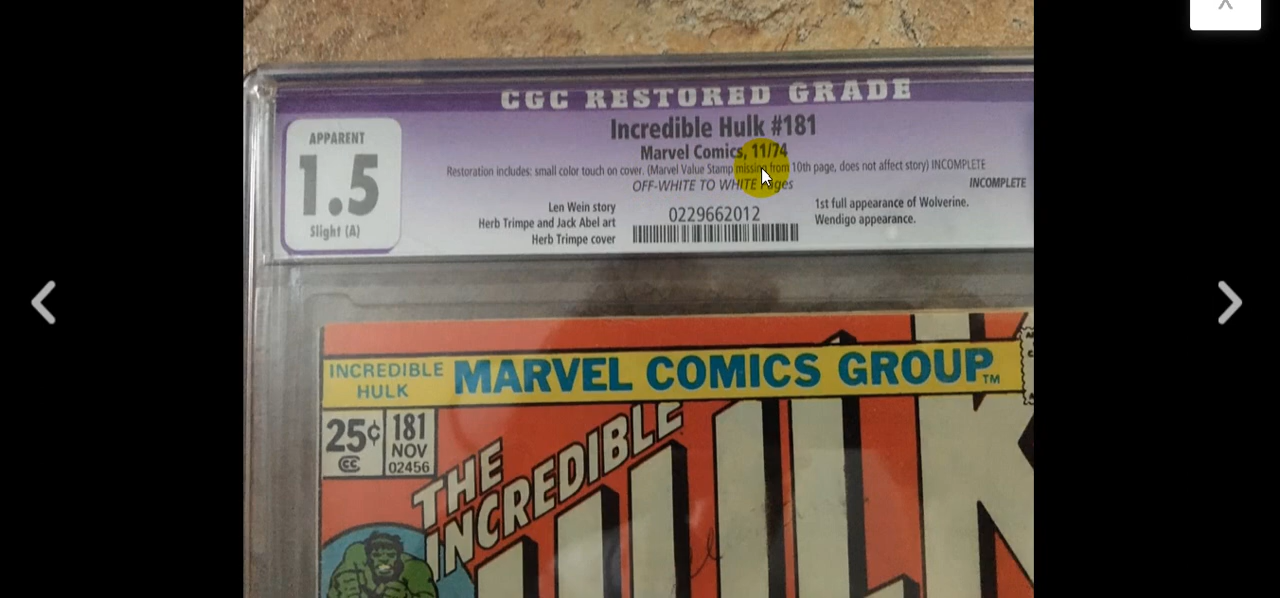 X
CGC RESTORED GRADE
APPARENT
1.5
Slight (A)
Incredible Hulk #181
Marvel Comics, 11/74
Restoration includes: small color touch on cover. (Marvel Value Stamp missing from 10th page, does not affect story) INCOMPLETE
OFF-WHITE TO WHITE Pages
INCOMPLETE
Len Wein story
Herb Trimpe and Jack Abel art
Herb Trimpe cover
0229662012
1st full appearance of Wolverine.
Wendigo appearance.
INCREDIBLE
HULK
MARVEL COMICS GROUP TM
25¢
CC
181
NOV
02456
THE
INCREDIBLE
HULK